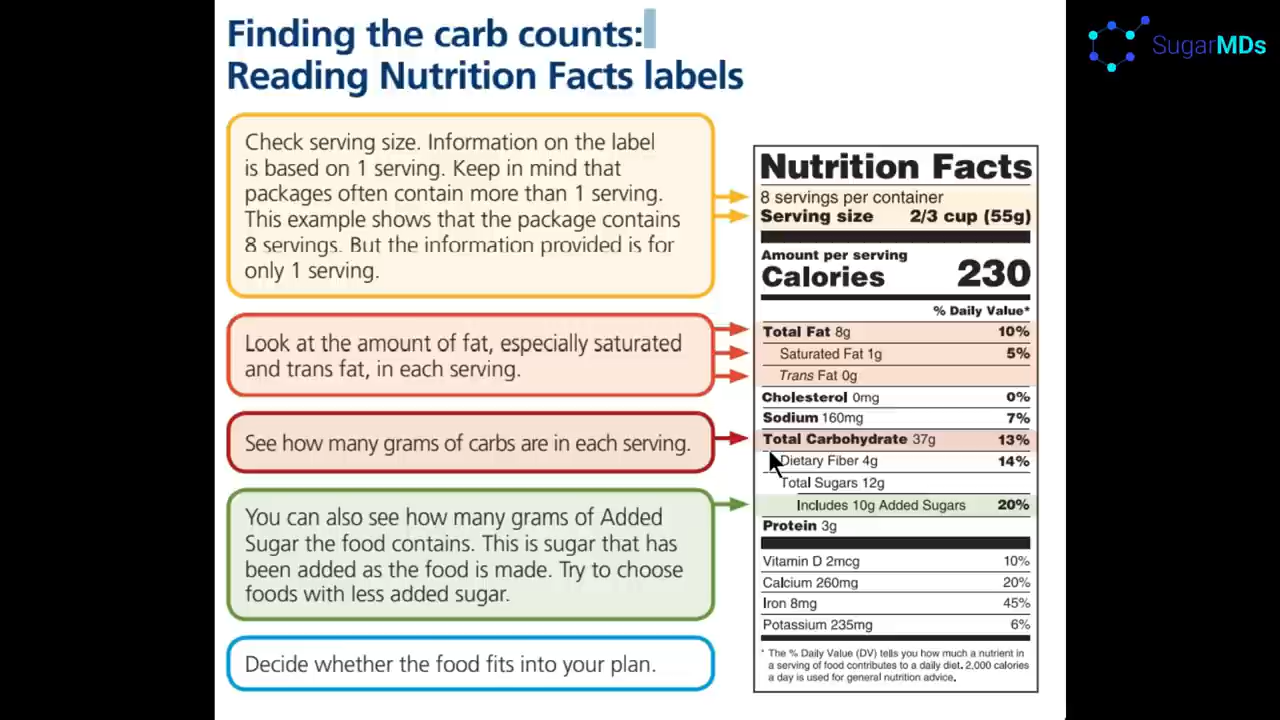 Finding the carb counts:
Reading Nutrition Facts labels
SugarMDs
Check serving size. Information on the label
is based on 1 serving. Keep in mind that
packages often contain more than 1 serving.
This example shows that the package contains
8 servings. But the information provided is for
only 1 serving.
Look at the amount of fat, especially saturated
and trans fat, in each serving.
See how many grams of carbs are in each serving.
You can also see how many grams of Added
Sugar the food contains. This is sugar that has
been added as the food is made. Try to choose
foods with less added sugar.
Decide whether the food fits into your plan.
Nutrition Facts
8 servings per container
Serving size 2/3 cup (55g)
Amount per serving
Calories 230
% Daily Value*
Total Fat 8g 10%
Saturated Fat 1g 5%
Trans Fat 0g
Cholesterol 0mg 0%
Sodium 160mg 7%
Total Carbohydrate 37g 13%
Dietary Fiber 4g 14%
Total Sugars 12g
Includes 10g Added Sugars 20%
Protein 3g
Vitamin D 2mcg 10%
Calcium 260mg 20%
Iron 8mg 45%
Potassium 235mg 6%
* The % Daily Value (DV) tells you how much a nutrient in
a serving of food contributes to a daily diet. 2,000 calories
a day is used for general nutrition advice.